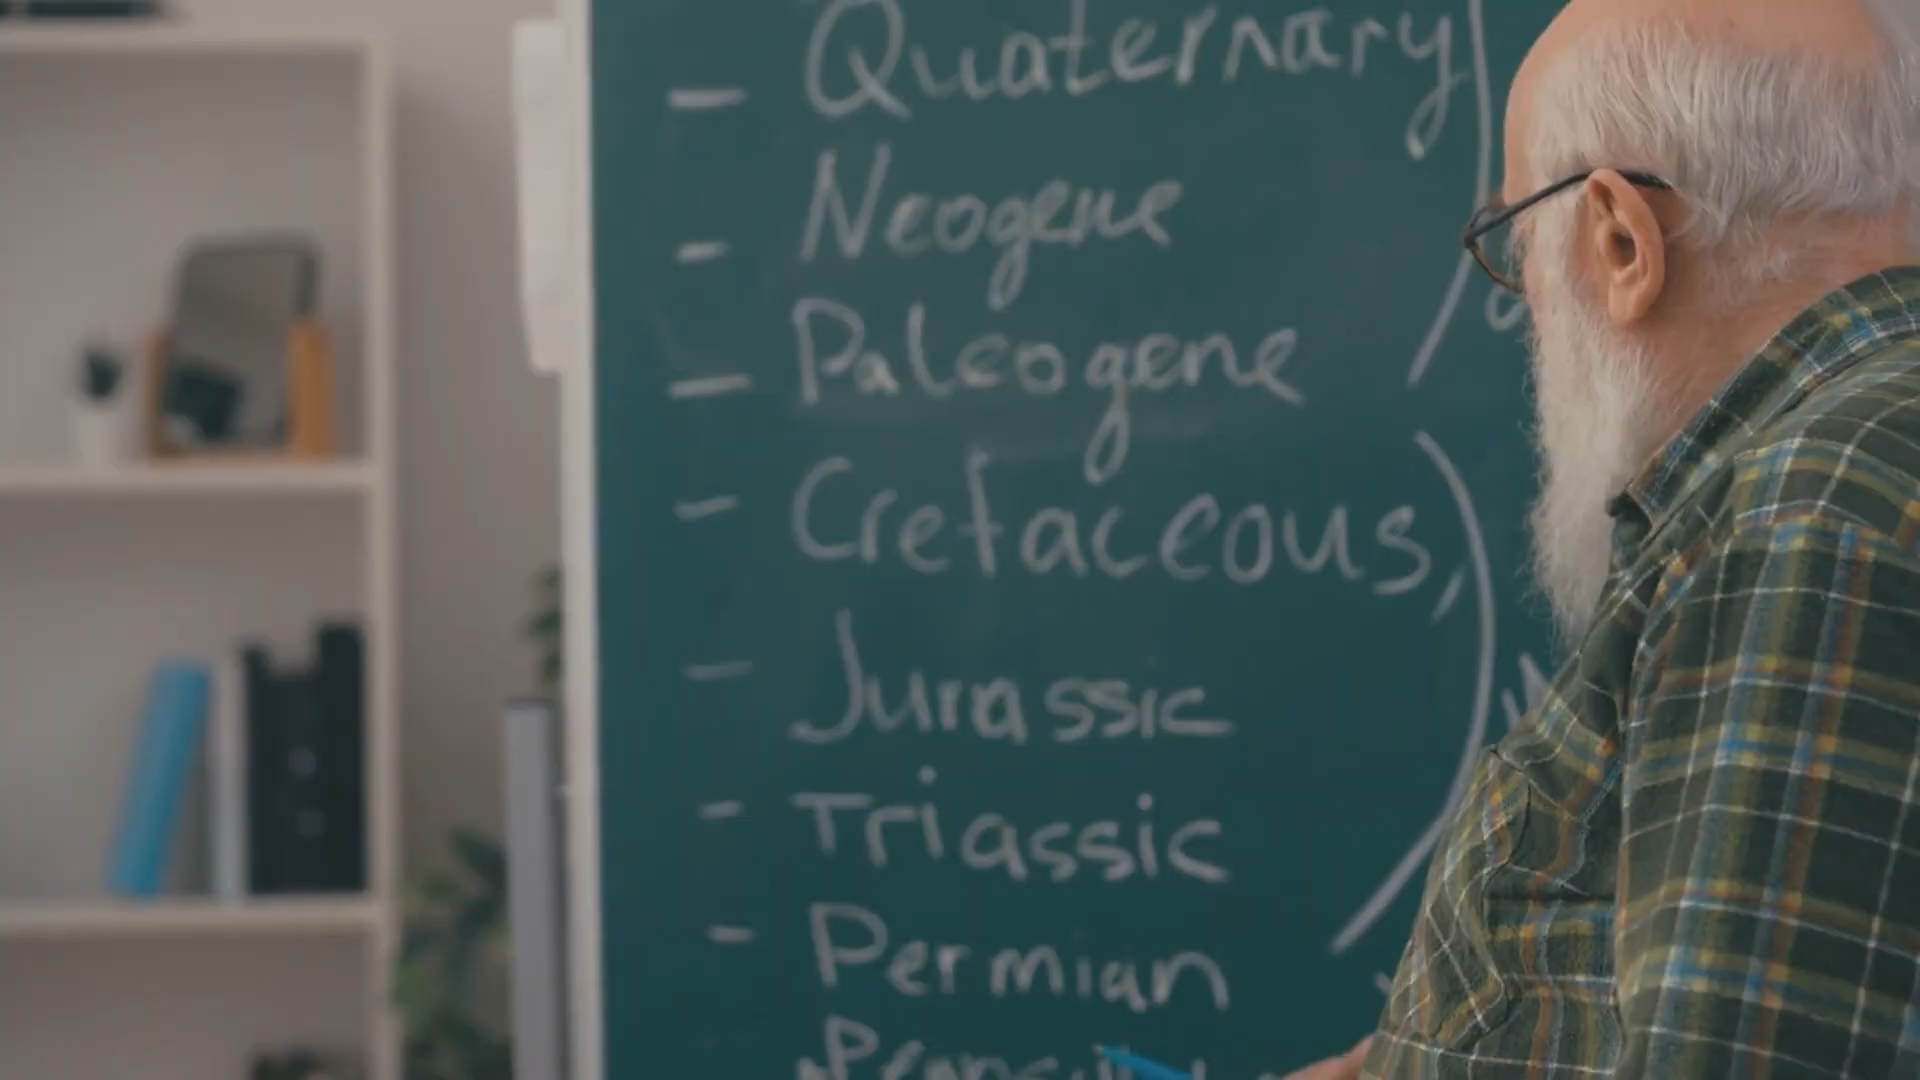 – Quaternary
– Neogene
– Paleogene
– Cretaceous,
– Jurassic
– Triassic
– Permian